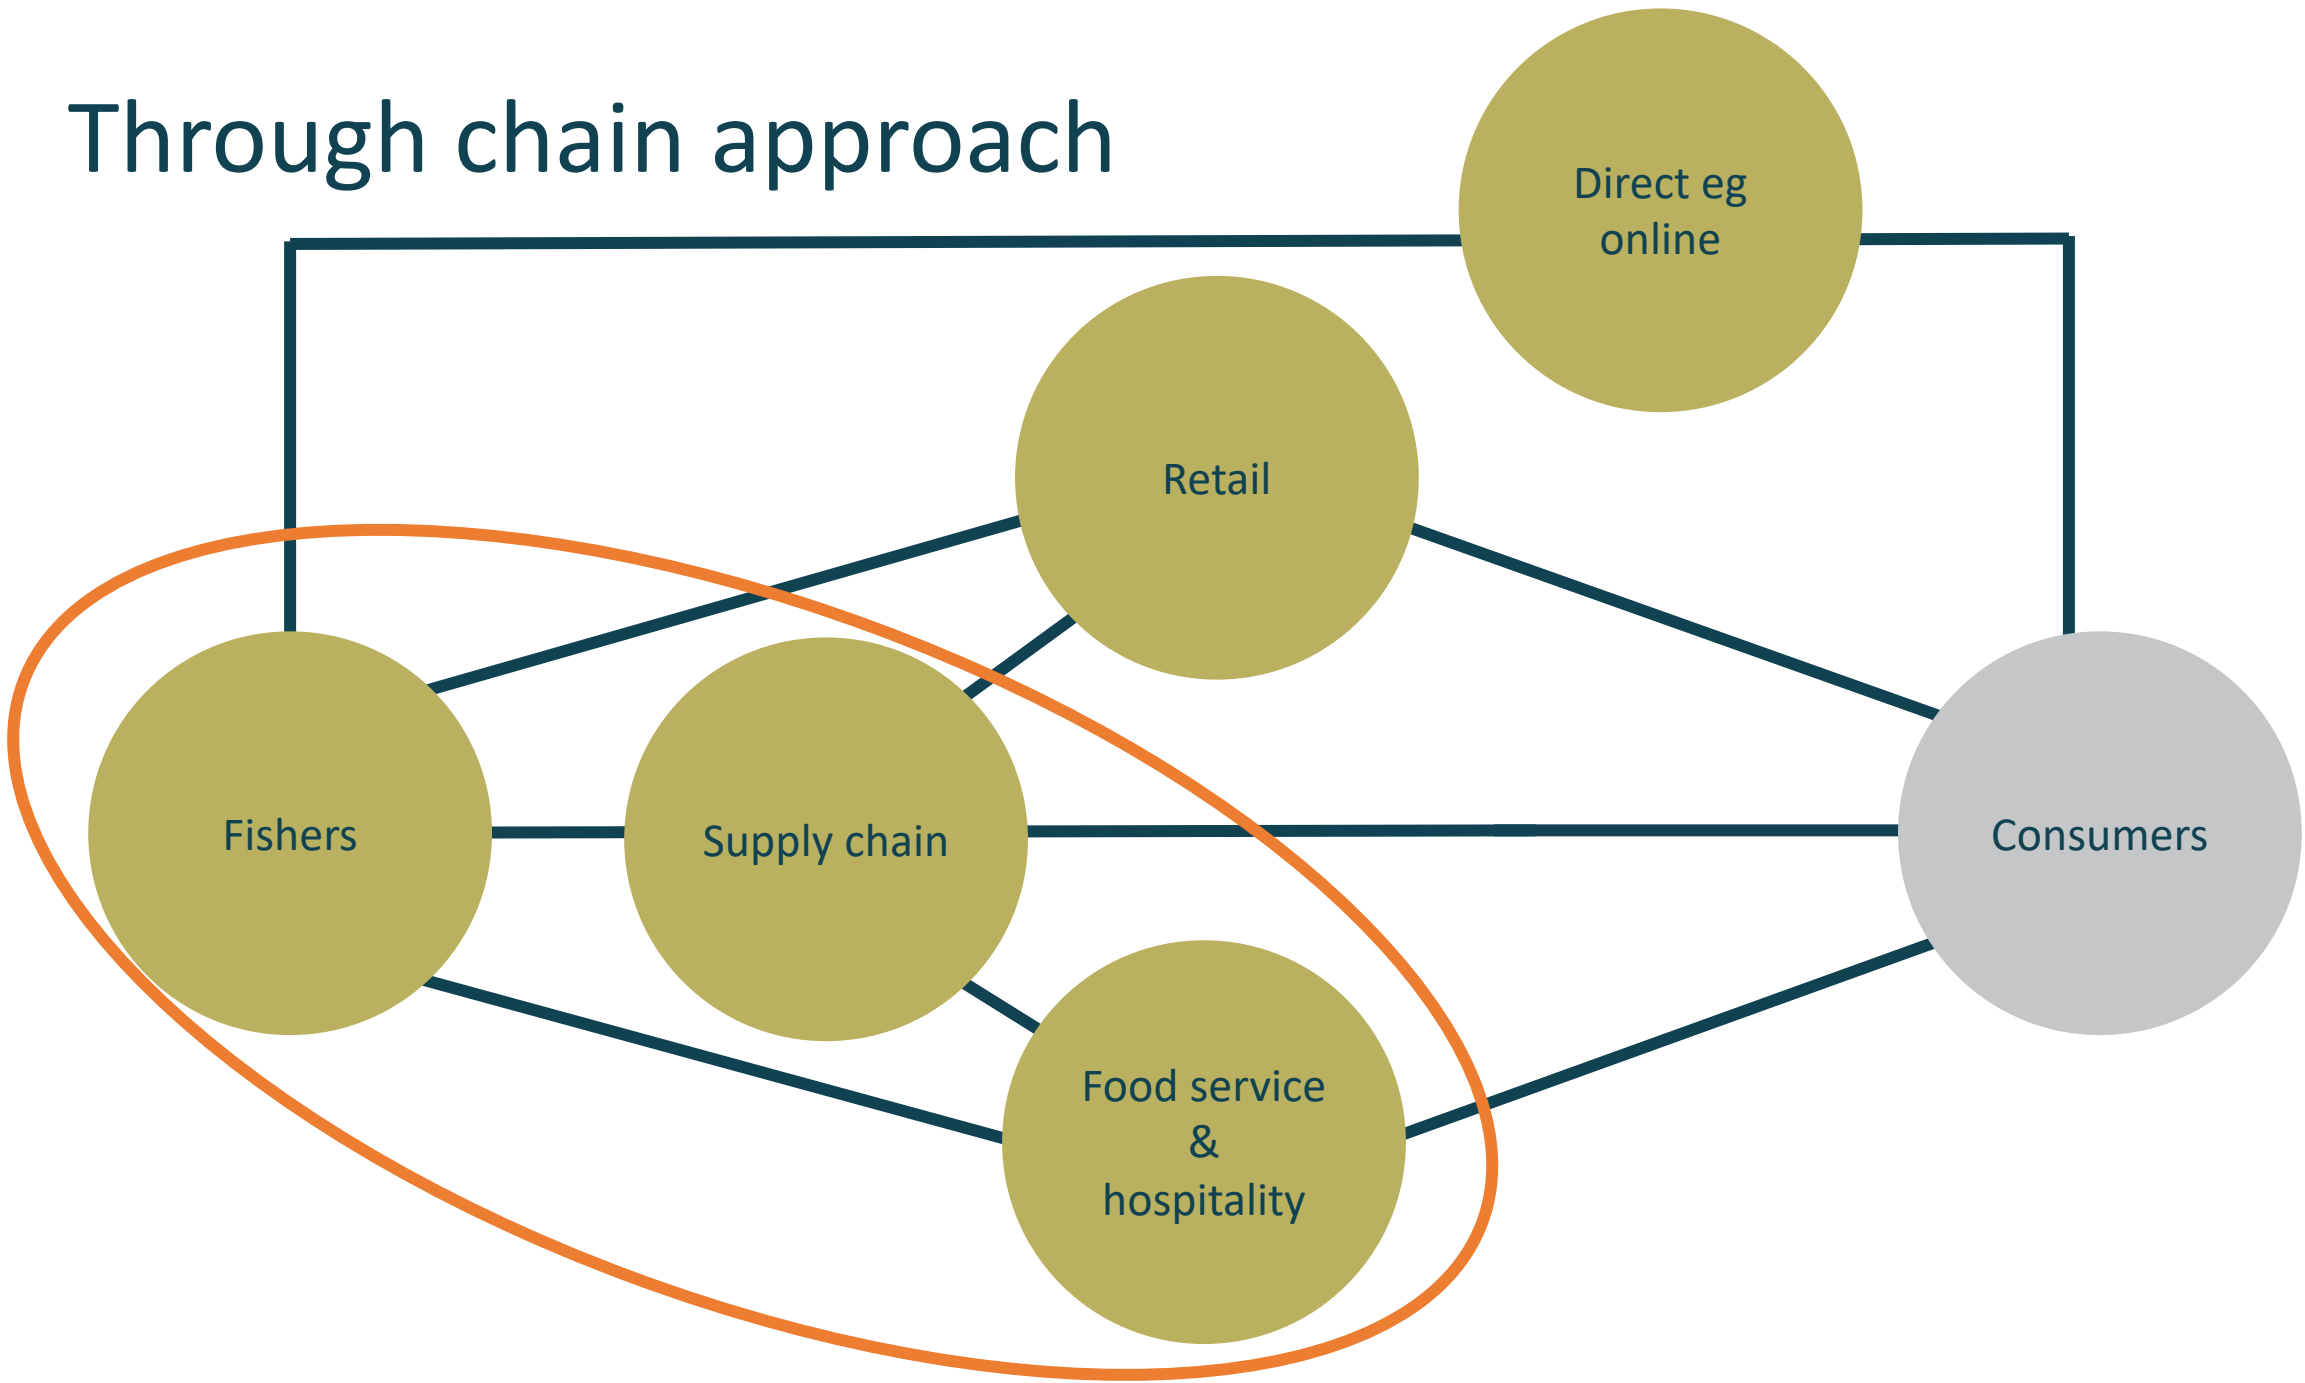 Through chain approach
Direct eg
online
Retail
Fishers
Supply chain
Consumers
Food service
&
hospitality